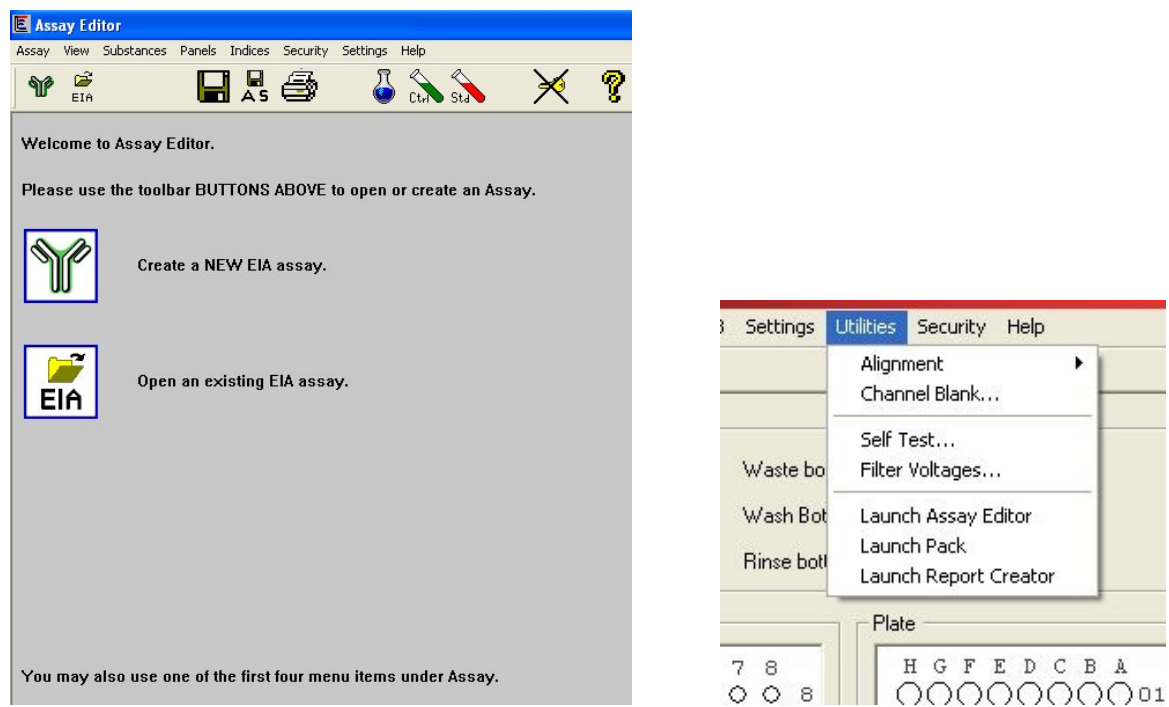 Assay Editor
Assay View Substances Panels Indices Security Settings Help
EIA AS Ctrl Std ?
Welcome to Assay Editor.
Please use the toolbar BUTTONS ABOVE to open or create an Assay.
Create a NEW EIA assay.
EIA
Open an existing EIA assay.
You may also use one of the first four menu items under Assay.
Settings Utilities Security Help
Alignment
Channel Blank...
Self Test...
Waste bo Filter Voltages...
Wash Bot Launch Assay Editor
Launch Pack
Rinse bott Launch Report Creator
Plate
7 8 H G F E D C B A
8 01